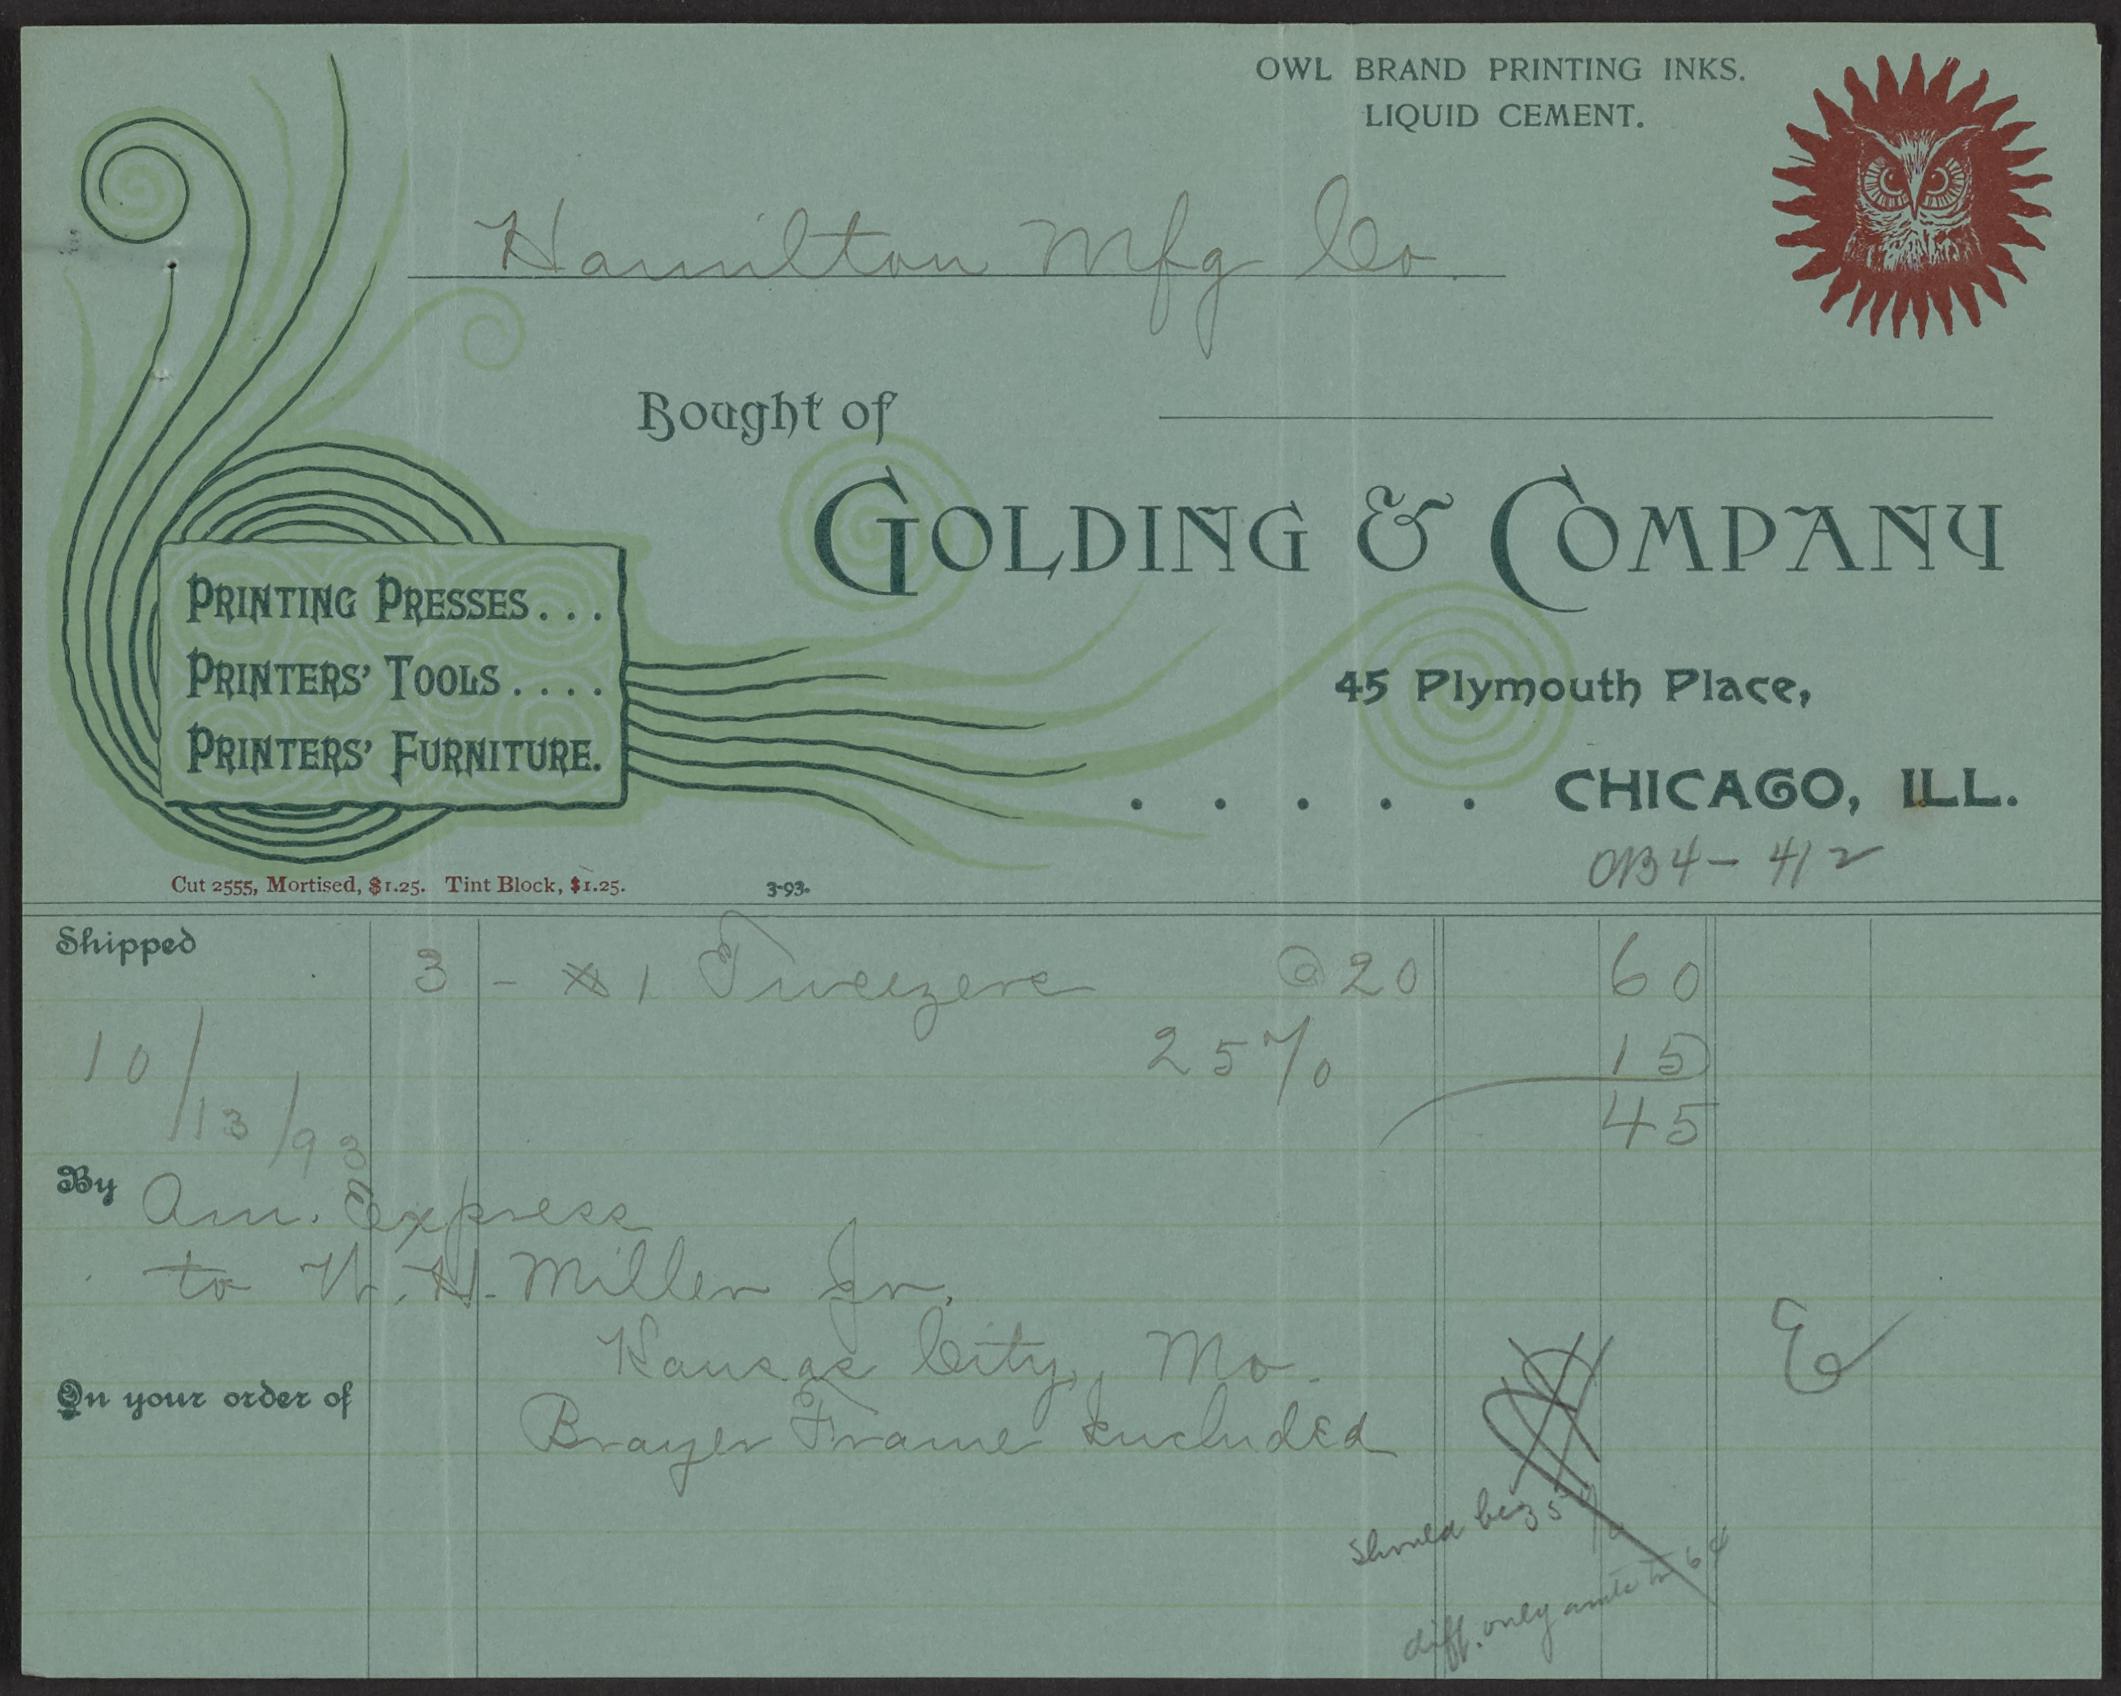 OWL BRAND PRINTING INKS.
LIQUID CEMENT.
Hamilton Mfg Co.
Bought of
GOLDING & COMPANY
PRINTING PRESSES...
PRINTERS' TOOLS....
PRINTERS' FURNITURE.
45 Plymouth Place,
. . . . . CHICAGO, ILL.
OB4-412
Cut 2555, Mortised, $1.25. Tint Block, $1.25.
3-93.
Shipped 3 - #1 Tweezers @20 60
25% 15
45
10/13/93
By Am. Express
to W. H. Miller Jr.
Kansas City, Mo.
On your order of
Brayer Frame Included
E
Should be 35%
diff. only amts to 6¢